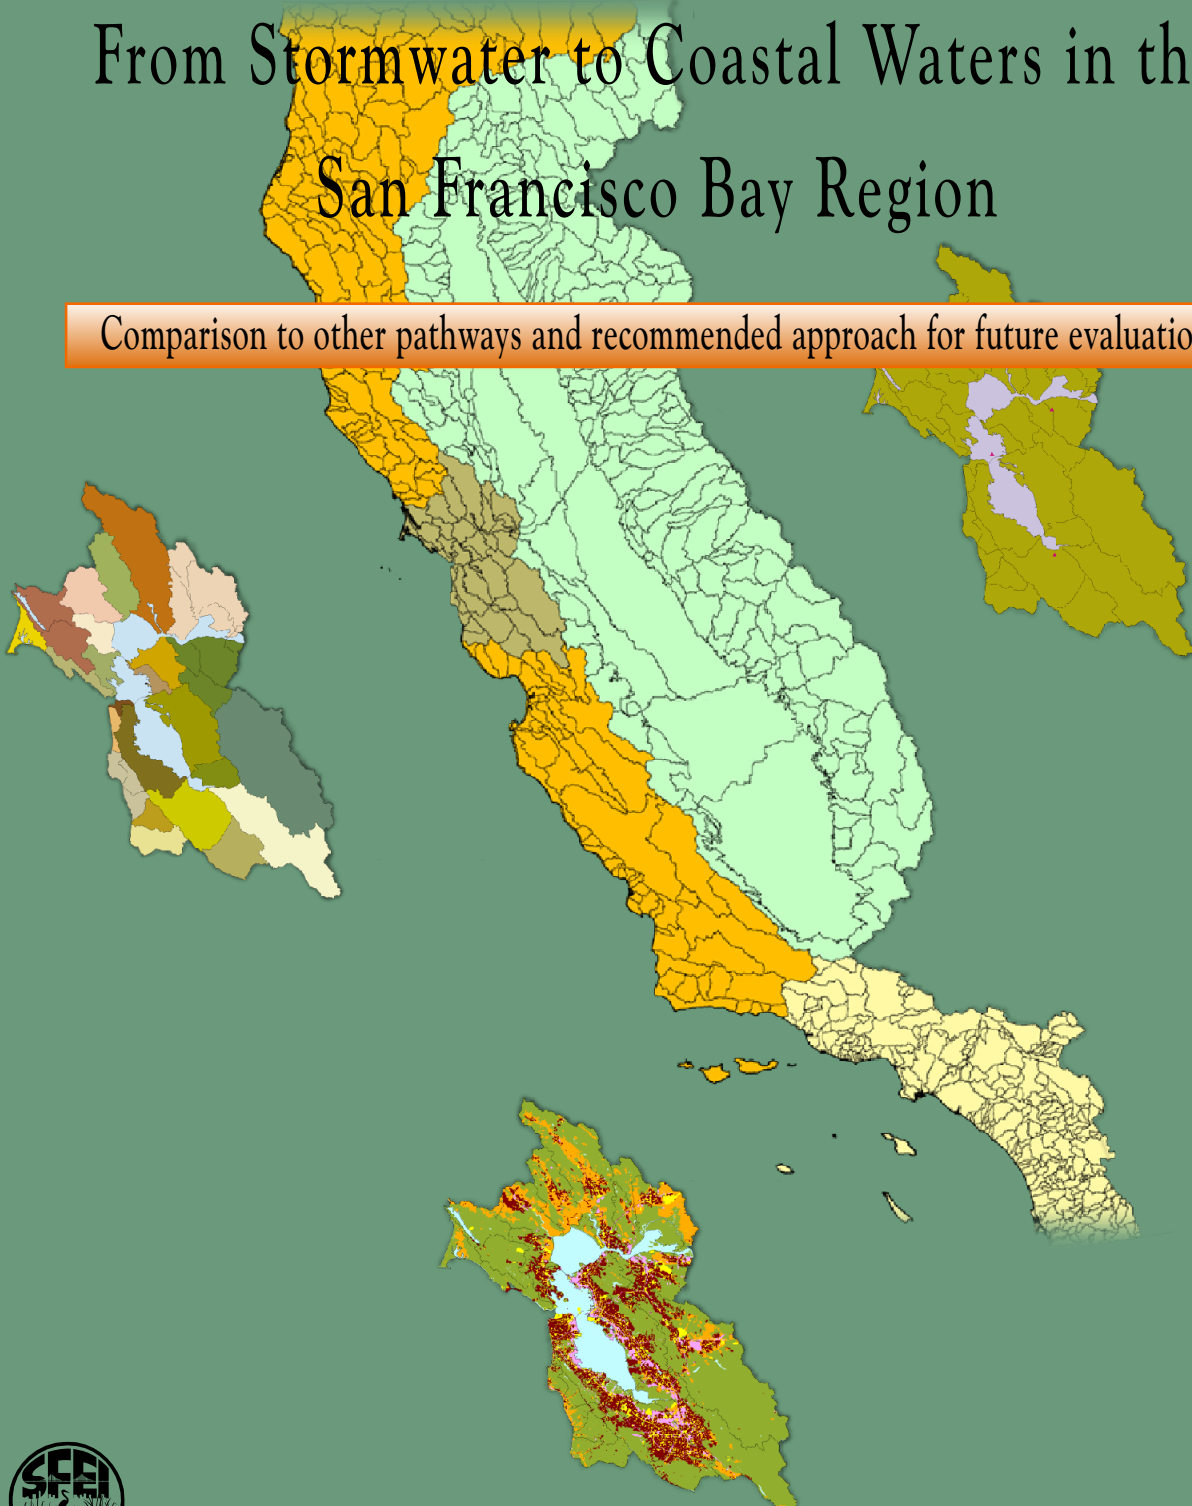 From Stormwater to Coastal Waters in th
San Francisco Bay Region
Comparison to other pathways and recommended approach for future evaluatio
SFEI